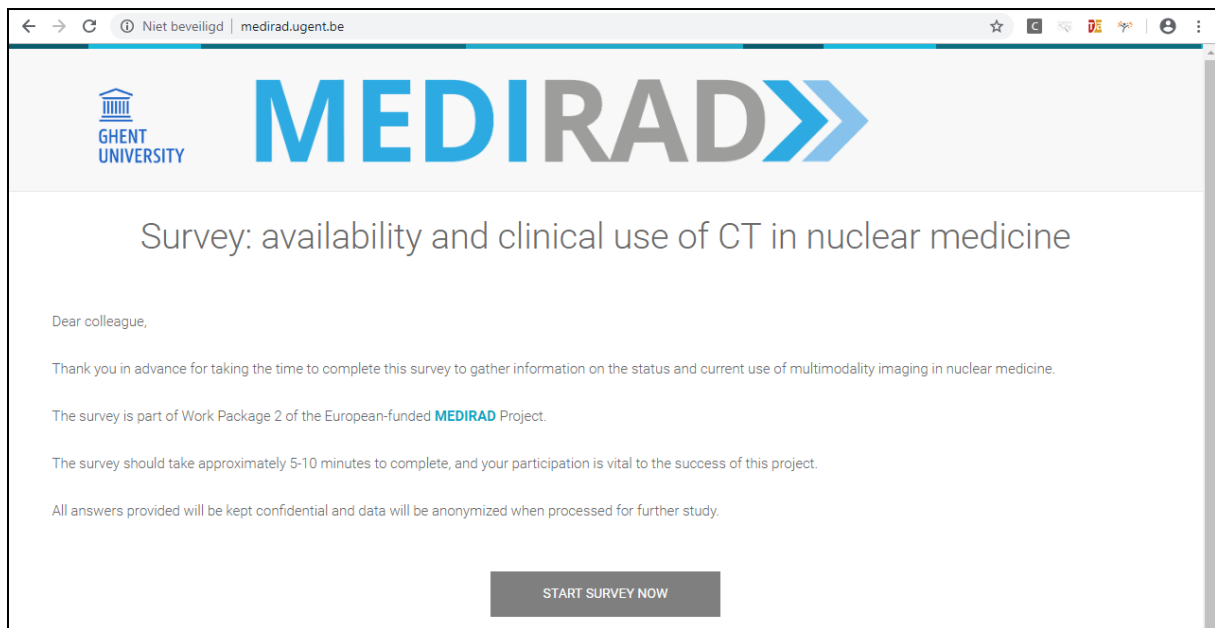 Niet beveiligd | medirad.ugent.be
GHENT
UNIVERSITY
MEDIRAD
Survey: availability and clinical use of CT in nuclear medicine
Dear colleague,
Thank you in advance for taking the time to complete this survey to gather information on the status and current use of multimodality imaging in nuclear medicine.
The survey is part of Work Package 2 of the European-funded MEDIRAD Project.
The survey should take approximately 5-10 minutes to complete, and your participation is vital to the success of this project.
All answers provided will be kept confidential and data will be anonymized when processed for further study.
START SURVEY NOW